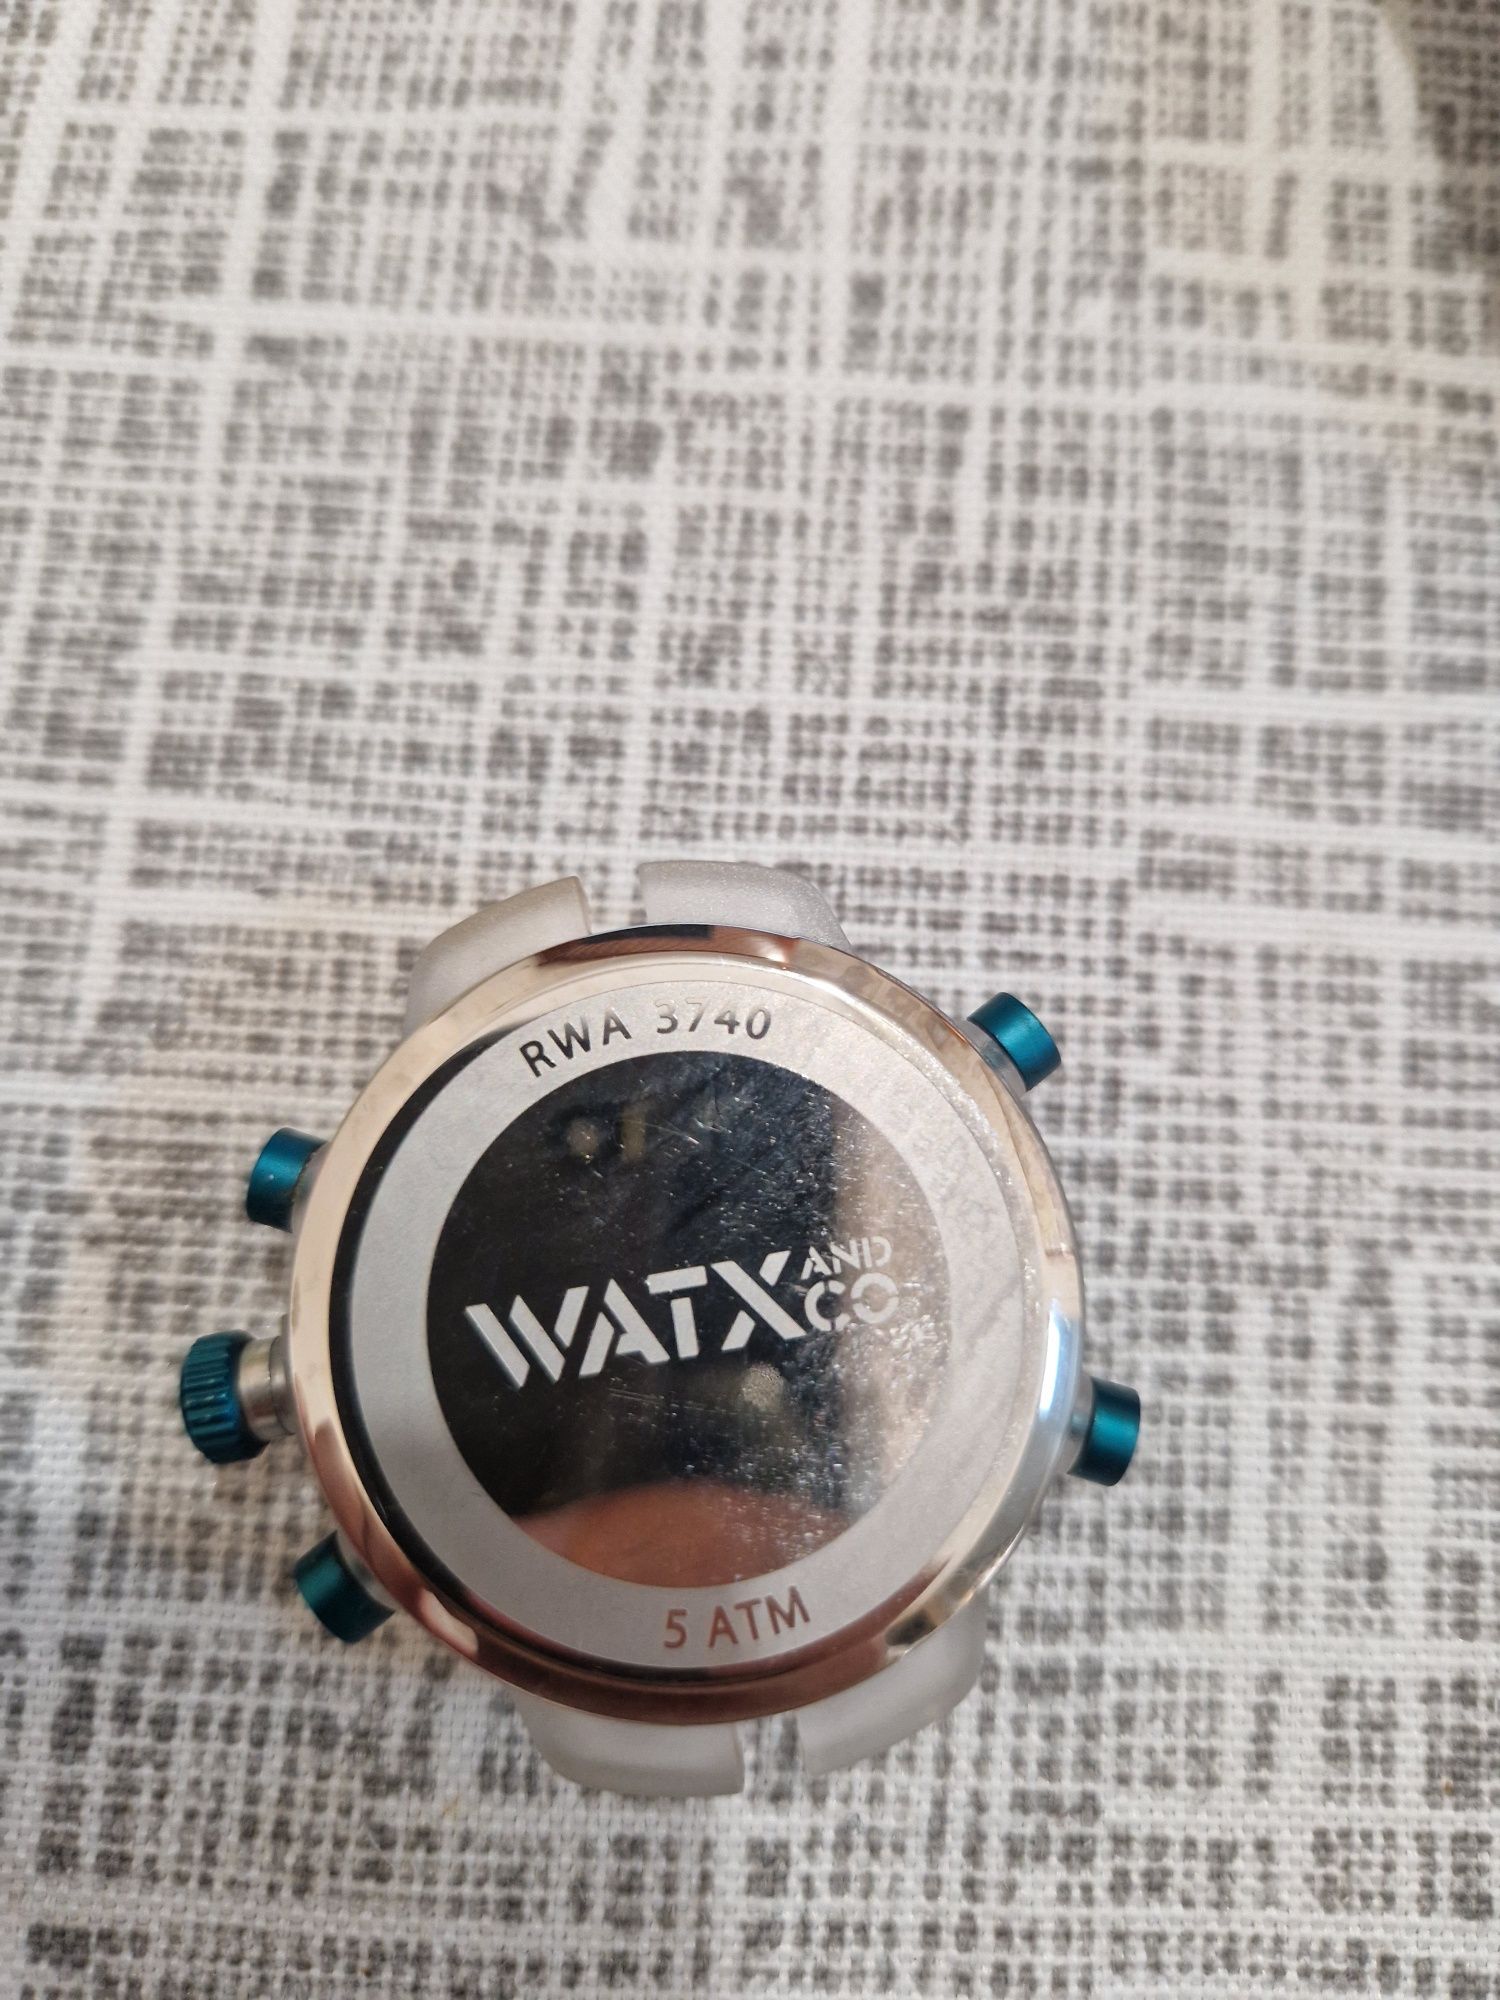 RWA 3740
WATX AND CO
5 ATM